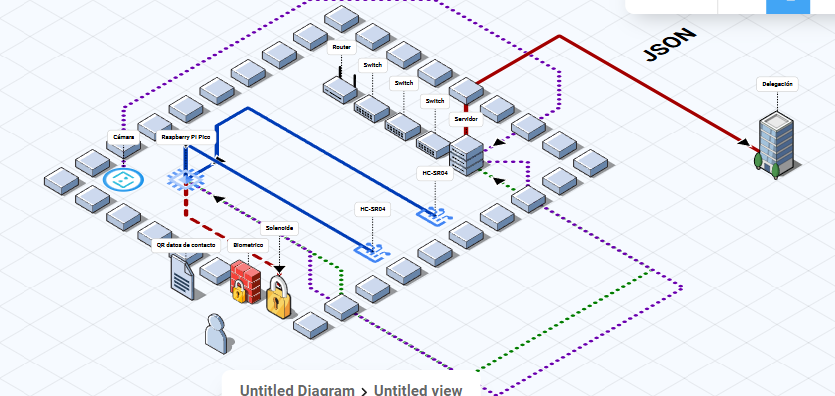 JSON
Router
Switch
Switch
Switch
Servidor
Delegación
Cámara
Raspberry Pi Pico
HC-SR04
HC-SR04
Solenoide
QR datos de contacto
Biometrico
Untitled Diagram > Untitled view